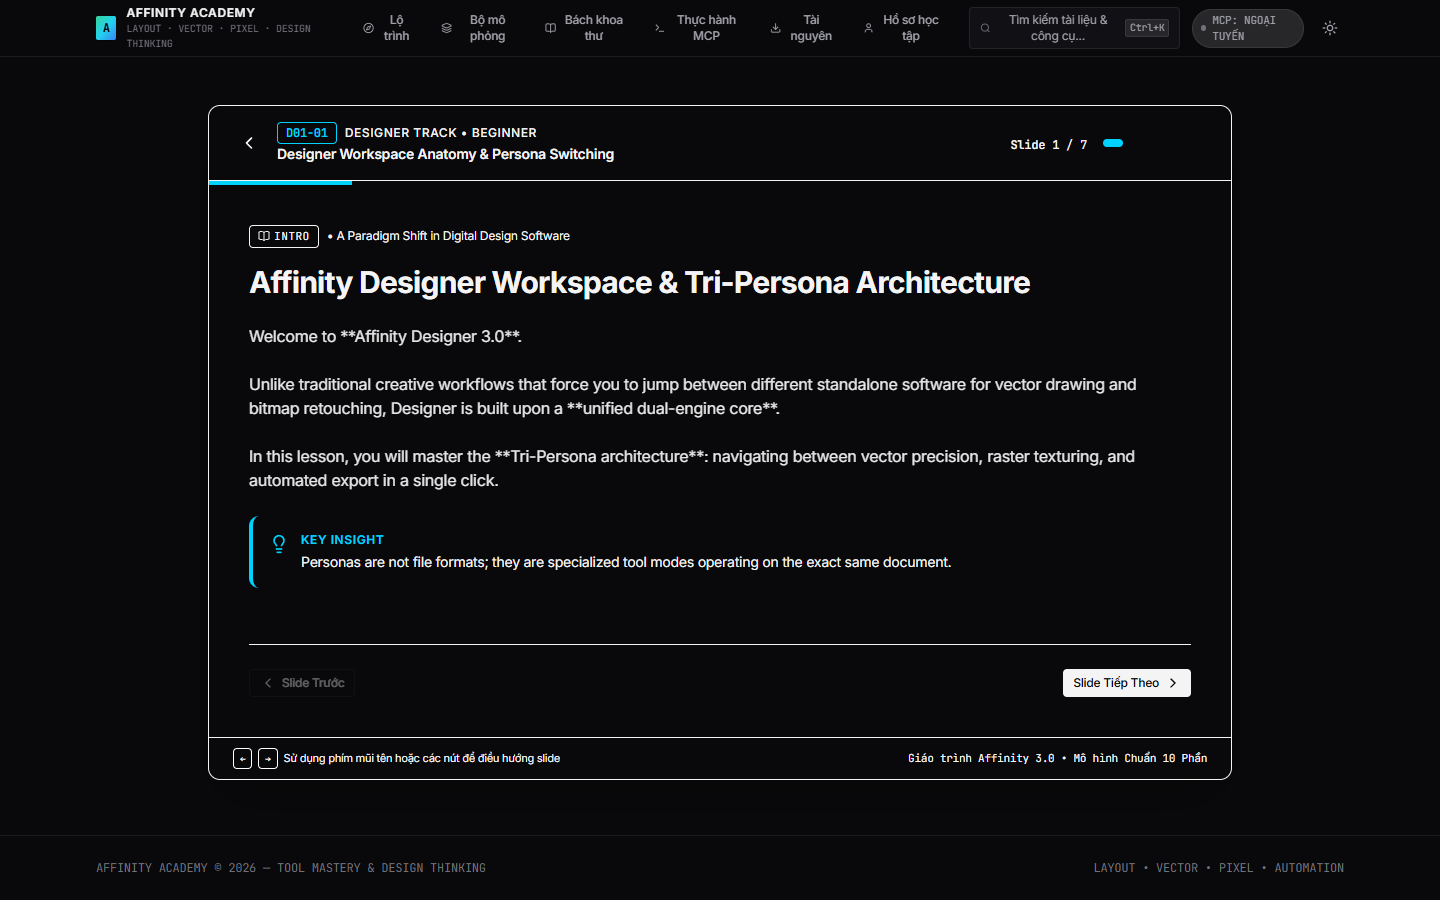 A
AFFINITY ACADEMY
LAYOUT · VECTOR · PIXEL · DESIGN
THINKING
Lộ
trình
Bộ mô
phỏng
Bách khoa
thư
Thực hành
MCP
Tài
nguyên
Hồ sơ học
tập
Tìm kiếm tài liệu &
công cụ...
Ctrl+K
MCP: NGOẠI
TUYẾN
D01-01 DESIGNER TRACK • BEGINNER
Designer Workspace Anatomy & Persona Switching
Slide 1 / 7
INTRO • A Paradigm Shift in Digital Design Software
Affinity Designer Workspace & Tri-Persona Architecture
Welcome to **Affinity Designer 3.0**.
Unlike traditional creative workflows that force you to jump between different standalone software for vector drawing and
bitmap retouching, Designer is built upon a **unified dual-engine core**.
In this lesson, you will master the **Tri-Persona architecture**: navigating between vector precision, raster texturing, and
automated export in a single click.
KEY INSIGHT
Personas are not file formats; they are specialized tool modes operating on the exact same document.
Slide Trước
Slide Tiếp Theo
← → Sử dụng phím mũi tên hoặc các nút để điều hướng slide
Giáo trình Affinity 3.0 • Mô hình Chuẩn 10 Phần
AFFINITY ACADEMY © 2026 — TOOL MASTERY & DESIGN THINKING
LAYOUT • VECTOR • PIXEL • AUTOMATION